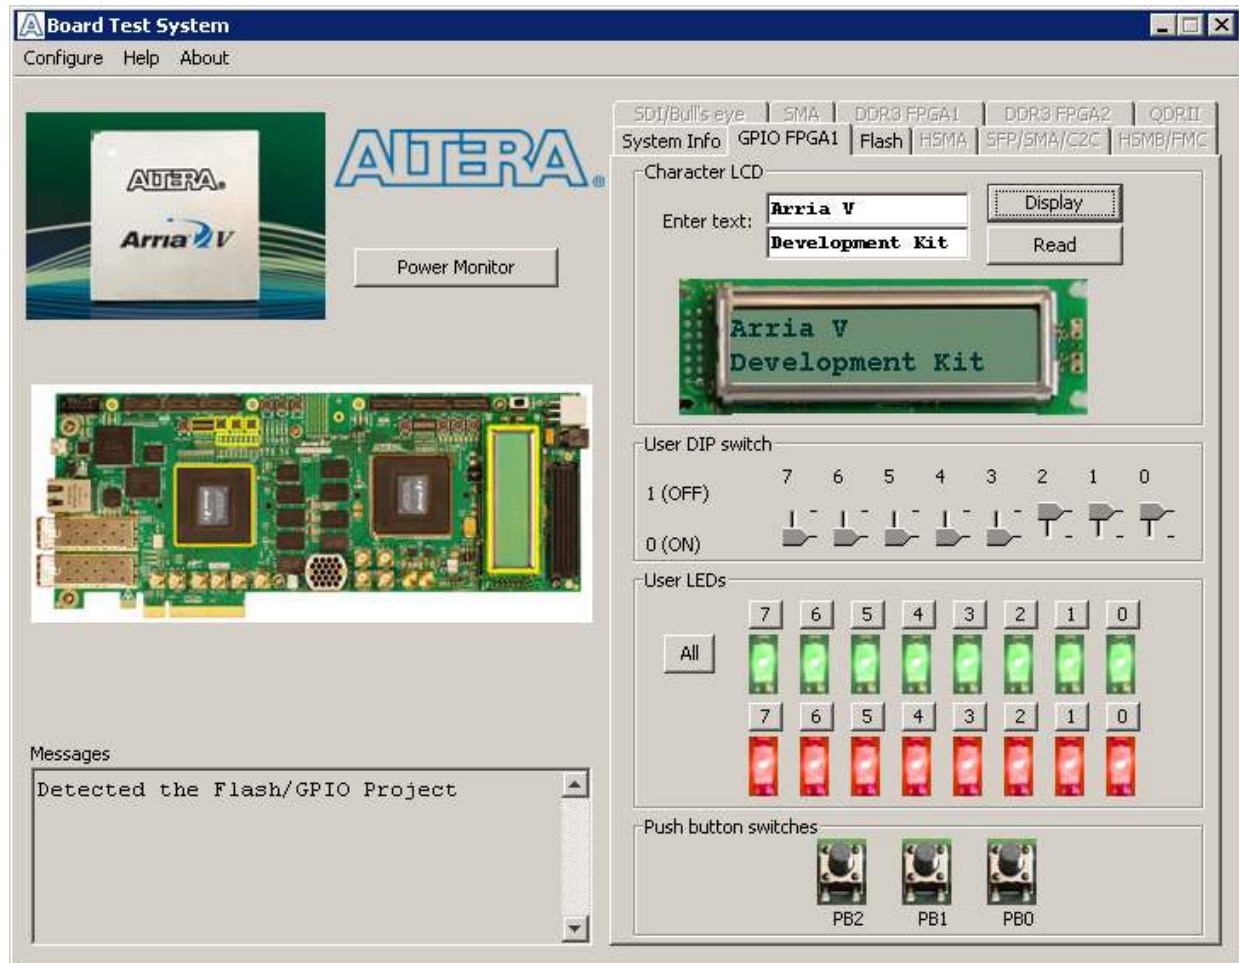 Board Test System
Configure Help About
ALTERA®
Arria V
ALTERA®
Power Monitor
Messages
Detected the Flash/GPIO Project
SDI/Bull's eye SMA DDR3 FPGA1 DDR3 FPGA2 QDRII
System Info GPIO FPGA1 Flash HSMA SFP/SMA/C2C HSMB/FMC
Character LCD
Enter text:
Arria V
Development Kit
Display
Read
Arria V
Development Kit
User DIP switch
7 6 5 4 3 2 1 0
1 (OFF)
0 (ON)
User LEDs
7 6 5 4 3 2 1 0
All
7 6 5 4 3 2 1 0
Push button switches
PB2 PB1 PB0